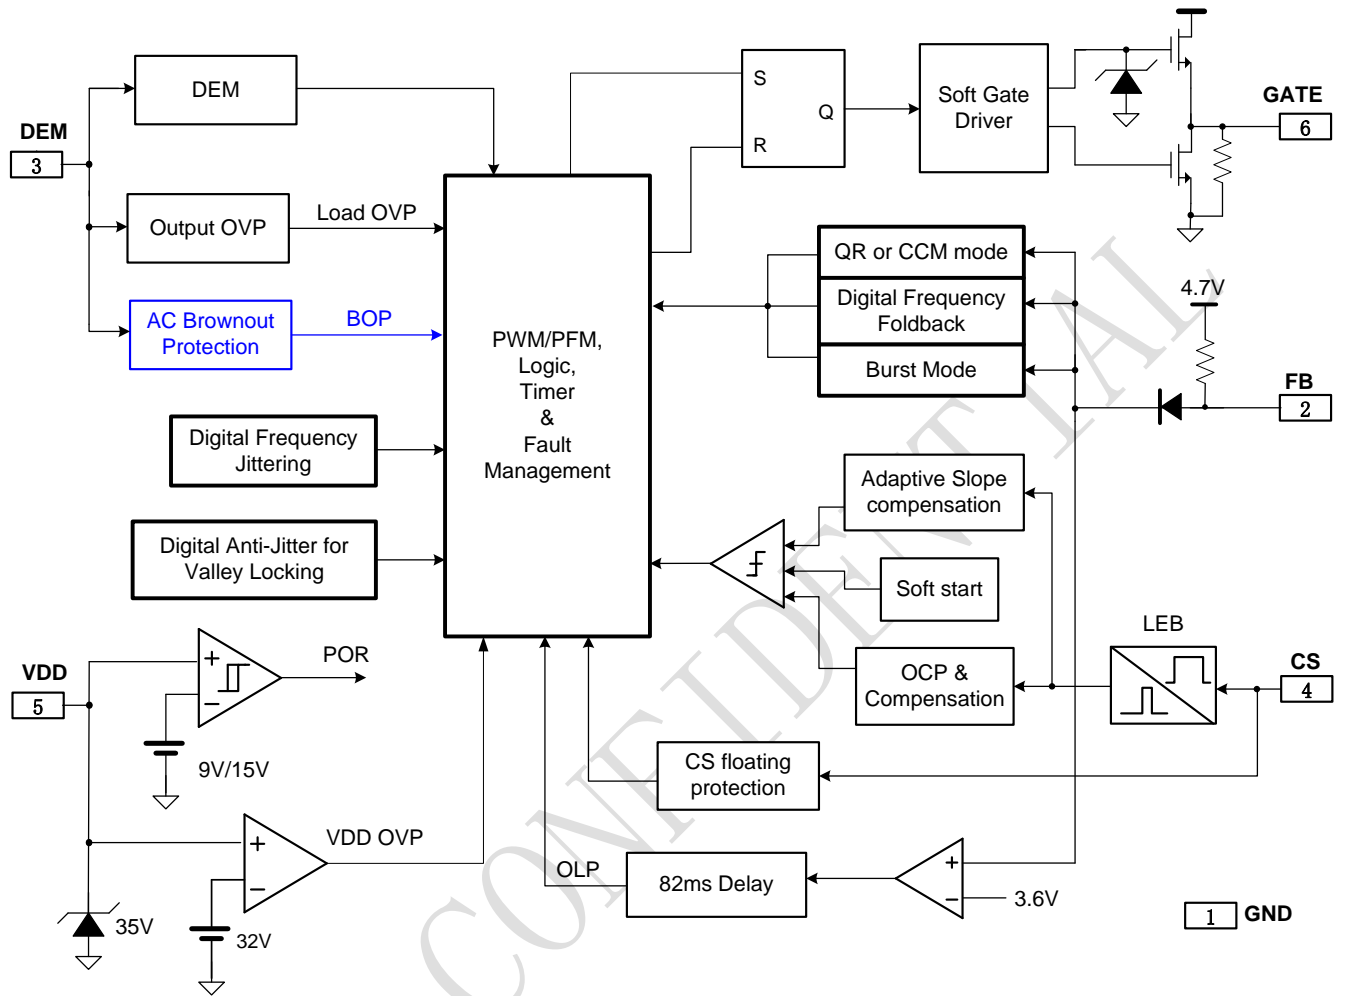 DEM
3
DEM
Output OVP
Load OVP
AC Brownout
Protection
BOP
Digital Frequency
Jittering
Digital Anti-Jitter for
Valley Locking
PWM/PFM,
Logic,
Timer
&
Fault
Management
S
R
Q
Soft Gate
Driver
GATE
6
QR or CCM mode
Digital Frequency
Foldback
Burst Mode
4.7V
FB
2
Adaptive Slope
compensation
Soft start
OCP &
Compensation
LEB
CS
4
CS floating
protection
VDD
5
+
−
POR
9V/15V
+
−
VDD OVP
35V
32V
OLP
82ms Delay
+
−
3.6V
1
GND
CONFIDENTIAL